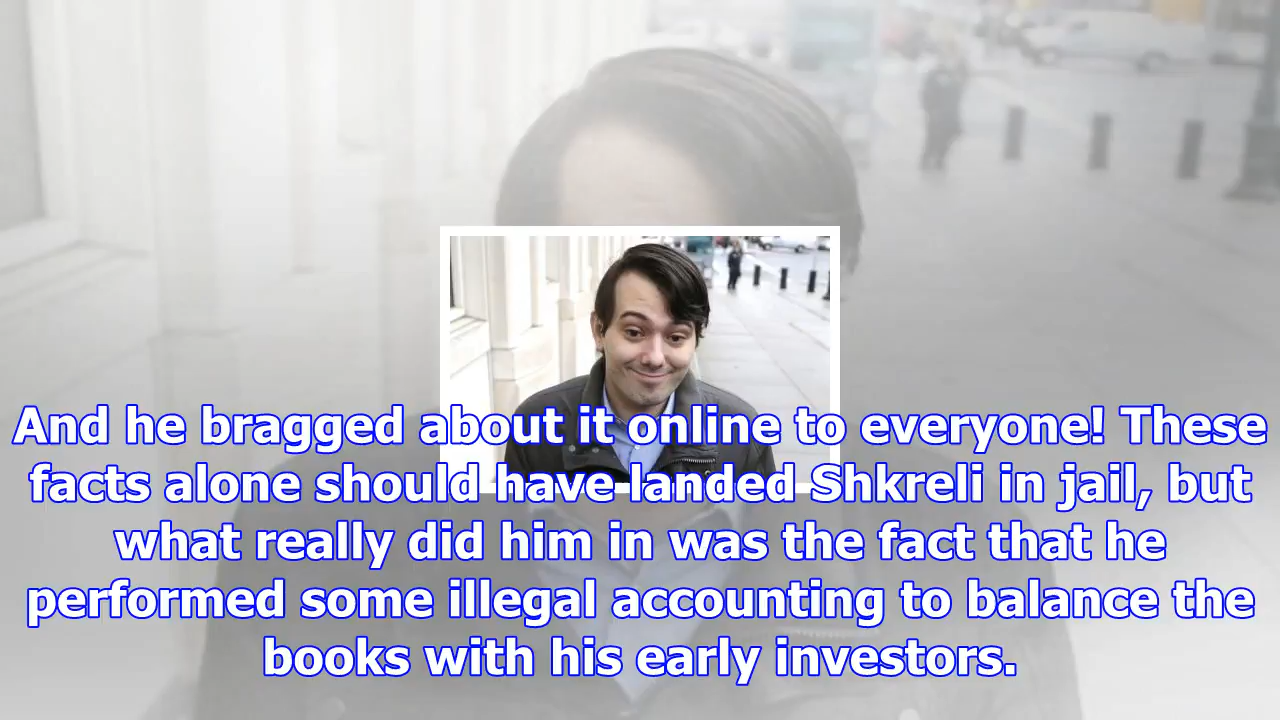 And he bragged about it online to everyone! These
facts alone should have landed Shkreli in jail, but
what really did him in was the fact that he
performed some illegal accounting to balance the
books with his early investors.